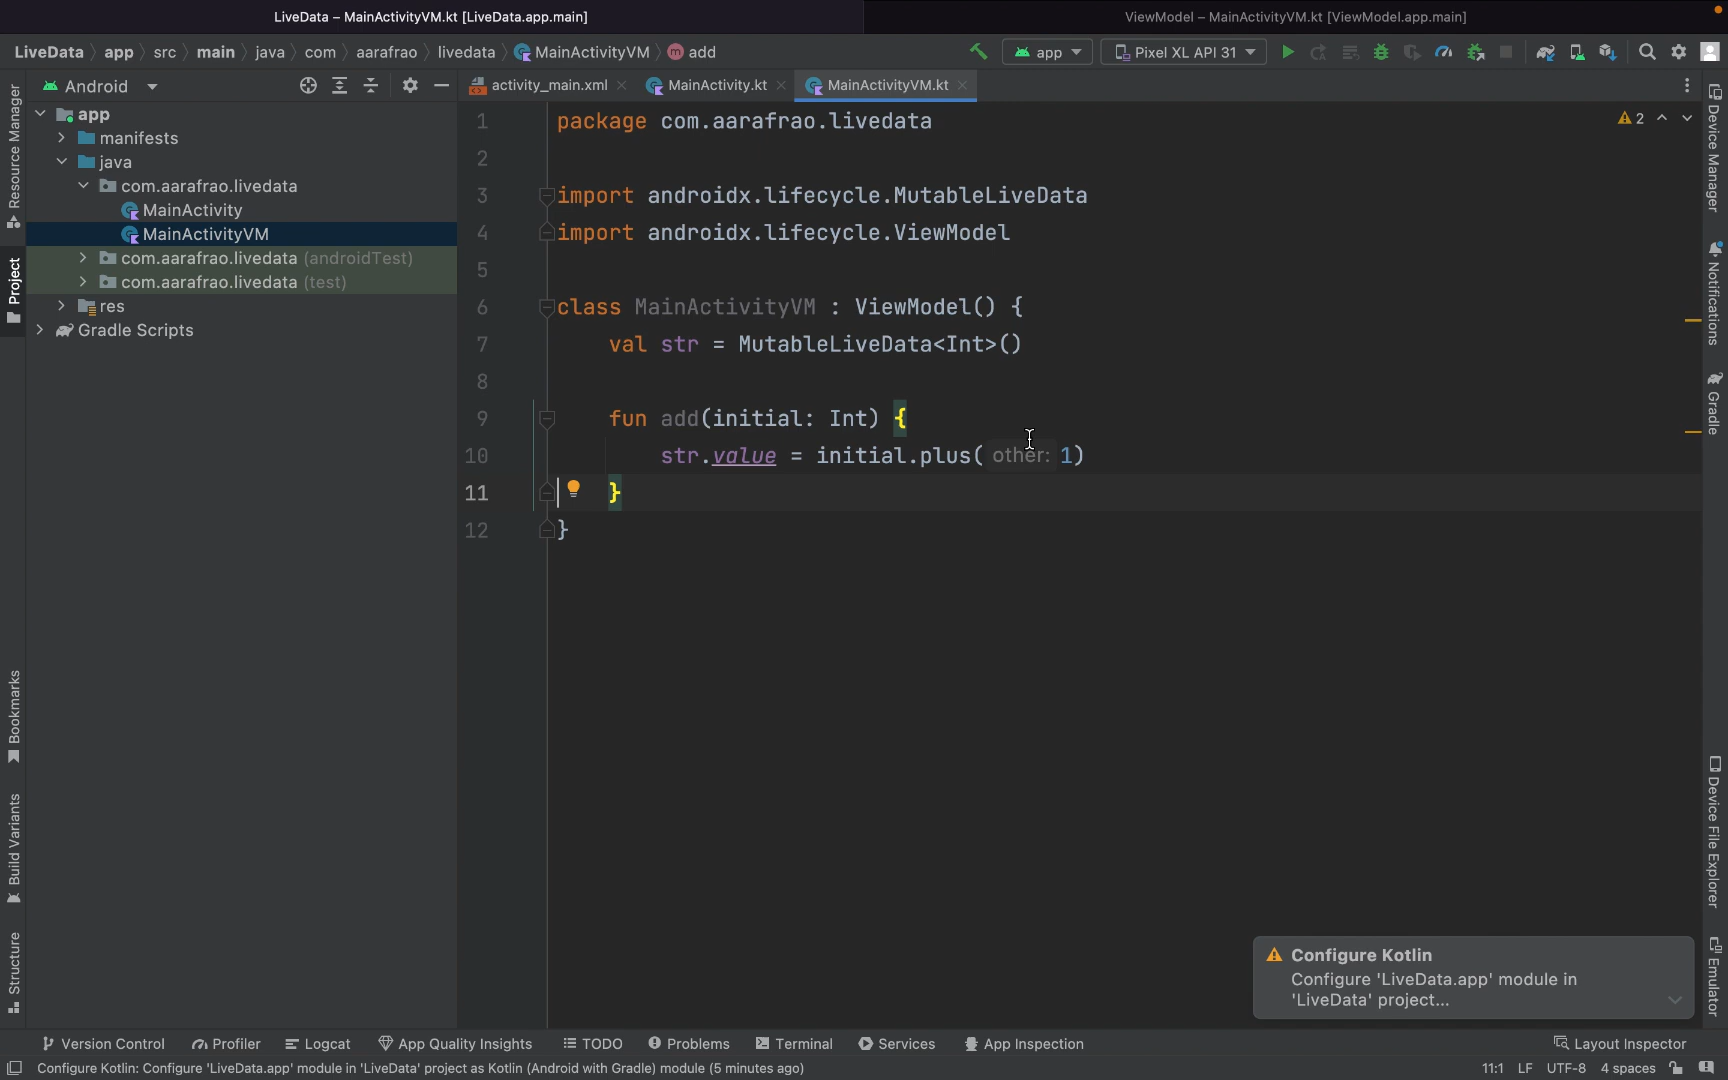 LiveData – MainActivityVM.kt [LiveData.app.main]
ViewModel – MainActivityVM.kt [ViewModel.app.main]
LiveData app src main java com aarafrao livedata MainActivityVM add
app Pixel XL API 31
Android
activity_main.xml MainActivity.kt MainActivityVM.kt
app
manifests
java
com.aarafrao.livedata
MainActivity
MainActivityVM
com.aarafrao.livedata (androidTest)
com.aarafrao.livedata (test)
res
Gradle Scripts
Resource Manager
Project
Bookmarks
Build Variants
Structure
1 package com.aarafrao.livedata
2
3 import androidx.lifecycle.MutableLiveData
4 import androidx.lifecycle.ViewModel
5
6 class MainActivityVM : ViewModel() {
7 val str = MutableLiveData<Int>()
8
9 fun add(initial: Int) {
10 str.value = initial.plus( other: 1)
11 }
12 }
2
Device Manager
Notifications
Gradle
Device File Explorer
Emulator
Configure Kotlin
Configure 'LiveData.app' module in
'LiveData' project...
Version Control Profiler Logcat App Quality Insights TODO Problems Terminal Services App Inspection Layout Inspector
Configure Kotlin: Configure 'LiveData.app' module in 'LiveData' project as Kotlin (Android with Gradle) module (5 minutes ago) 11:1 LF UTF-8 4 spaces